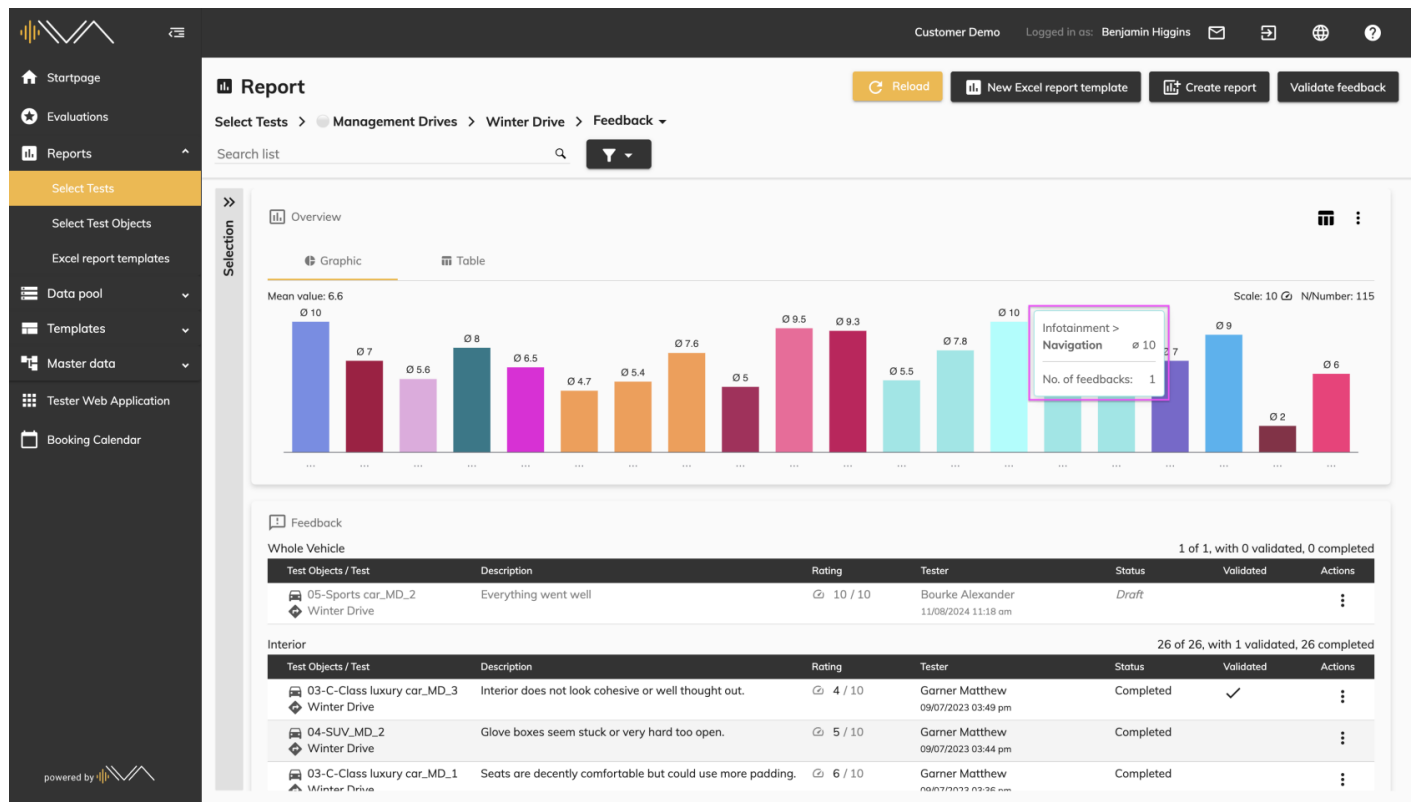 Customer Demo Logged in as: Benjamin Higgins
Startpage
Evaluations
Reports
Select Tests
Select Test Objects
Excel report templates
Data pool
Templates
Master data
Tester Web Application
Booking Calendar
powered by
Report
Reload
New Excel report template
Create report
Validate feedback
Select Tests > Management Drives > Winter Drive > Feedback
Search list
Selection
Overview
Graphic Table
Mean value: 6.6 Scale: 10 N/Number: 115
Ø 10 Ø 7 Ø 5.6 Ø 8 Ø 6.5 Ø 4.7 Ø 5.4 Ø 7.6 Ø 5 Ø 9.5 Ø 9.3 Ø 5.5 Ø 7.8 Ø 10 7 Ø 9 Ø 2 Ø 6
Infotainment >
Navigation ø 10
No. of feedbacks: 1
... ... ... ... ... ... ... ... ... ... ... ... ... ... ... ... ... ... ... ...
Feedback
Whole Vehicle 1 of 1, with 0 validated, 0 completed
Test Objects / Test Description Rating Tester Status Validated Actions
05-Sports car_MD_2 Everything went well 10 / 10 Bourke Alexander Draft
Winter Drive 11/08/2024 11:18 am
Interior 26 of 26, with 1 validated, 26 completed
Test Objects / Test Description Rating Tester Status Validated Actions
03-C-Class luxury car_MD_3 Interior does not look cohesive or well thought out. 4 / 10 Garner Matthew Completed
Winter Drive 09/07/2023 03:49 pm
04-SUV_MD_2 Glove boxes seem stuck or very hard too open. 5 / 10 Garner Matthew Completed
Winter Drive 09/07/2023 03:44 pm
03-C-Class luxury car_MD_1 Seats are decently comfortable but could use more padding. 6 / 10 Garner Matthew Completed
Winter Drive 09/07/2023 03:36 pm